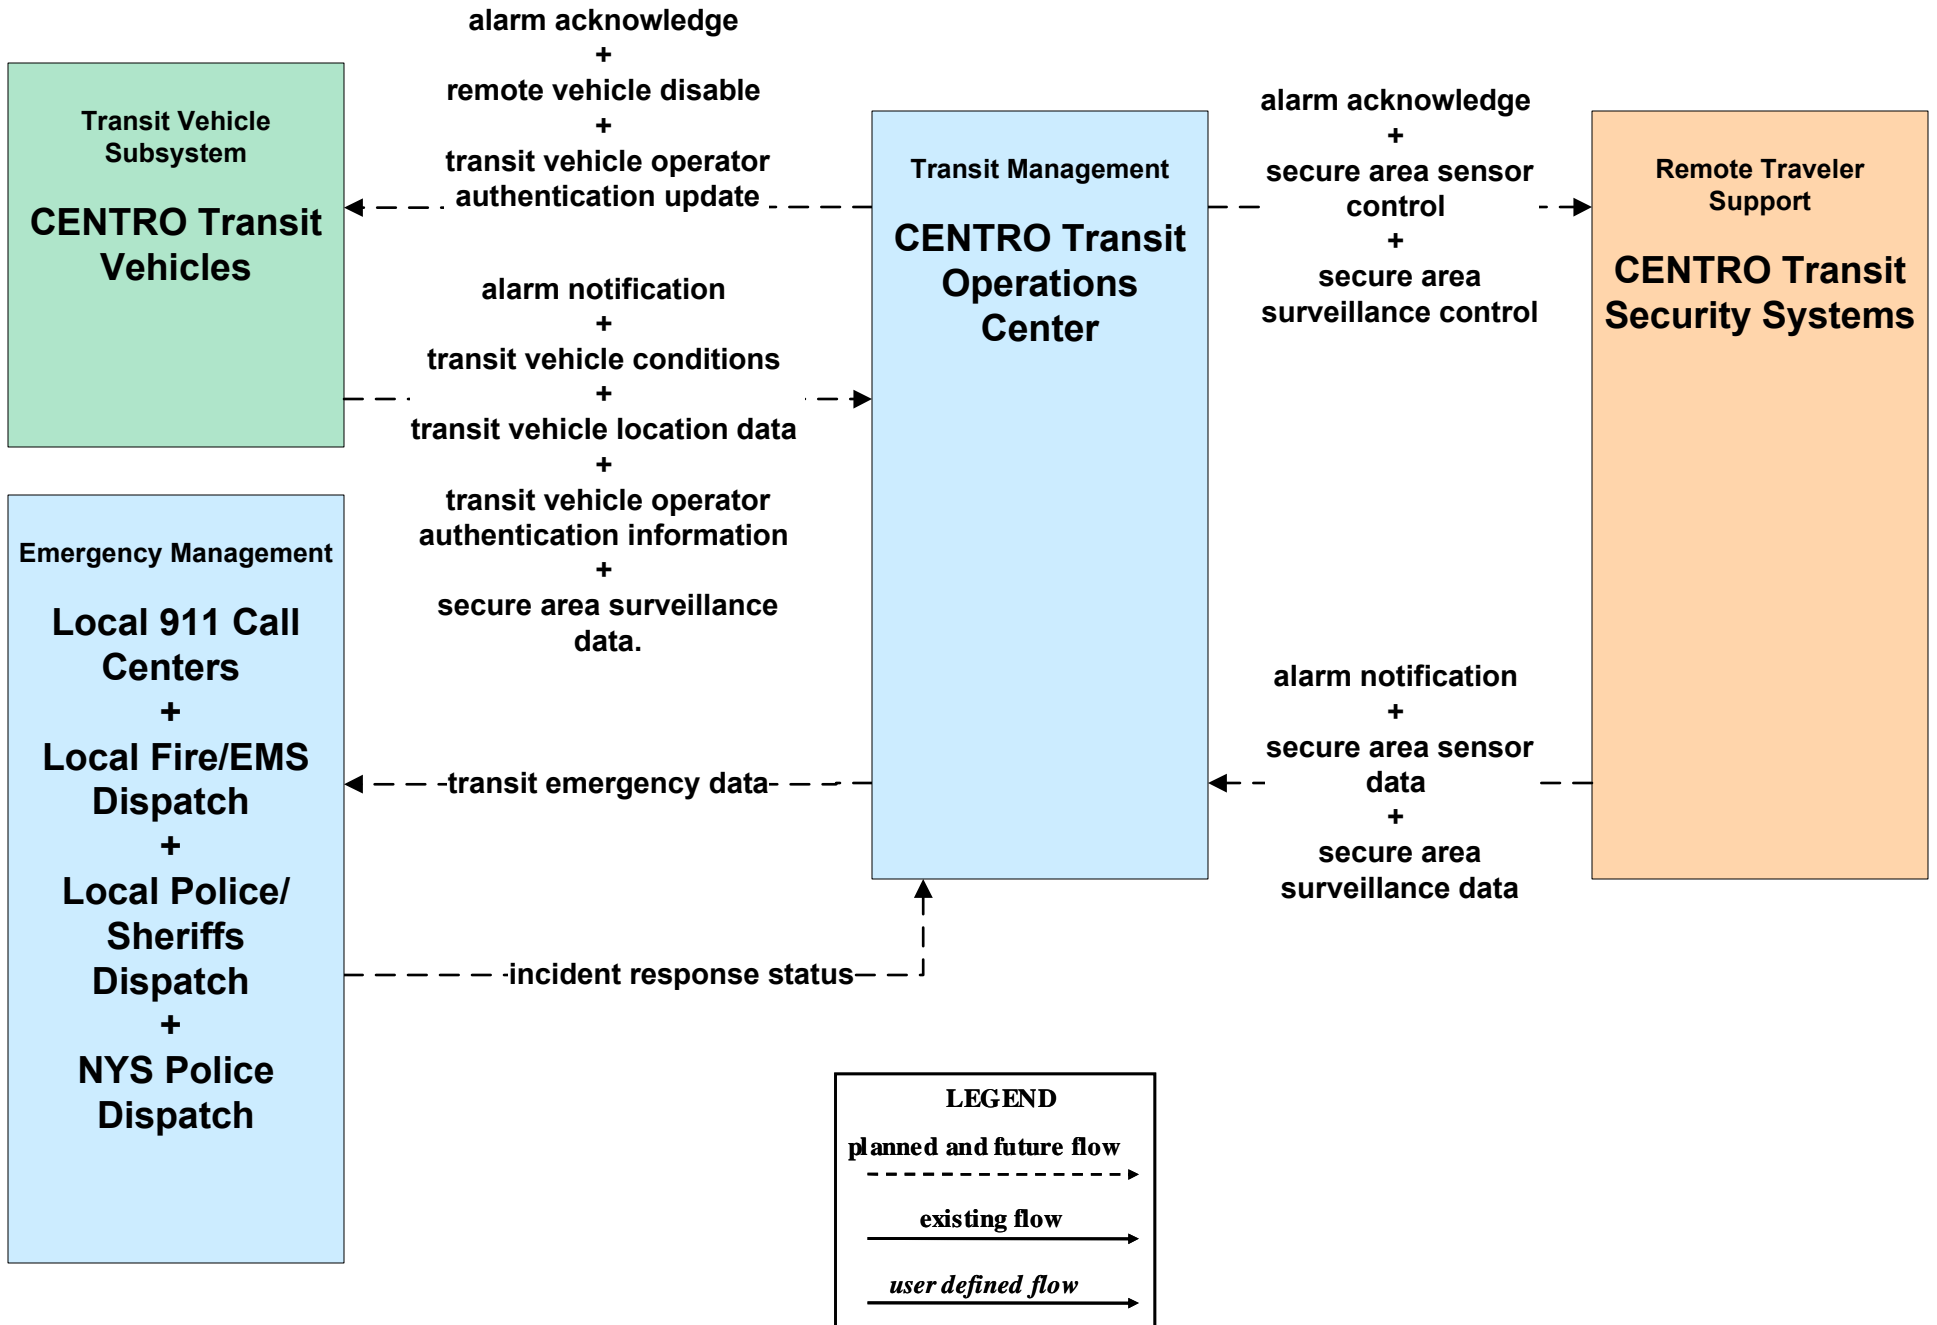 alarm acknowledge
+
remote vehicle disable
+
transit vehicle operator
authentication update
Transit Vehicle
Subsystem
CENTRO Transit
Vehicles
alarm notification
+
transit vehicle conditions
+
transit vehicle location data
+
transit vehicle operator
authentication information
+
secure area surveillance
data.
Transit Management
CENTRO Transit
Operations
Center
alarm acknowledge
+
secure area sensor
control
+
secure area
surveillance control
Remote Traveler
Support
CENTRO Transit
Security Systems
Emergency Management
Local 911 Call
Centers
+
Local Fire/EMS
Dispatch
+
Local Police/
Sheriffs
Dispatch
+
NYS Police
Dispatch
transit emergency data
incident response status
alarm notification
+
secure area sensor
data
+
secure area
surveillance data
LEGEND
planned and future flow
existing flow
user defined flow